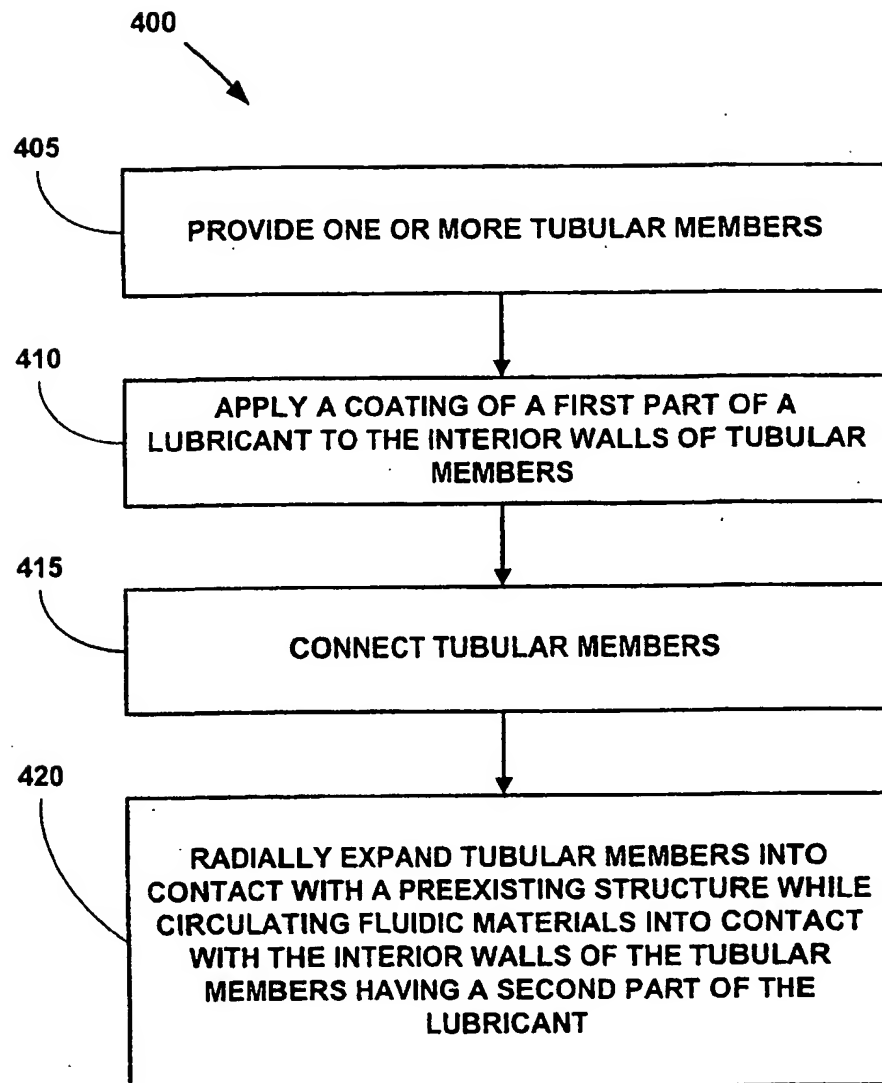 400
405
PROVIDE ONE OR MORE TUBULAR MEMBERS
410
APPLY A COATING OF A FIRST PART OF A
LUBRICANT TO THE INTERIOR WALLS OF TUBULAR
MEMBERS
415
CONNECT TUBULAR MEMBERS
420
RADIALLY EXPAND TUBULAR MEMBERS INTO
CONTACT WITH A PREEXISTING STRUCTURE WHILE
CIRCULATING FLUIDIC MATERIALS INTO CONTACT
WITH THE INTERIOR WALLS OF THE TUBULAR
MEMBERS HAVING A SECOND PART OF THE
LUBRICANT